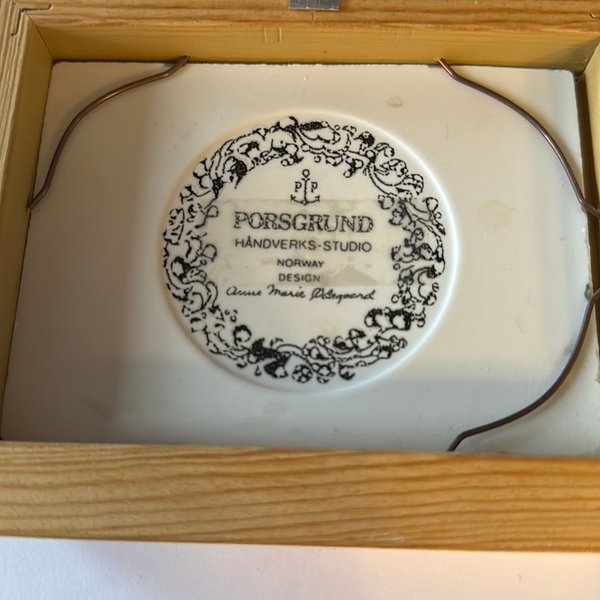 P P
PORSGRUND
HÅNDVERKS-STUDIO
NORWAY
DESIGN
Anne Marie Ødegaard